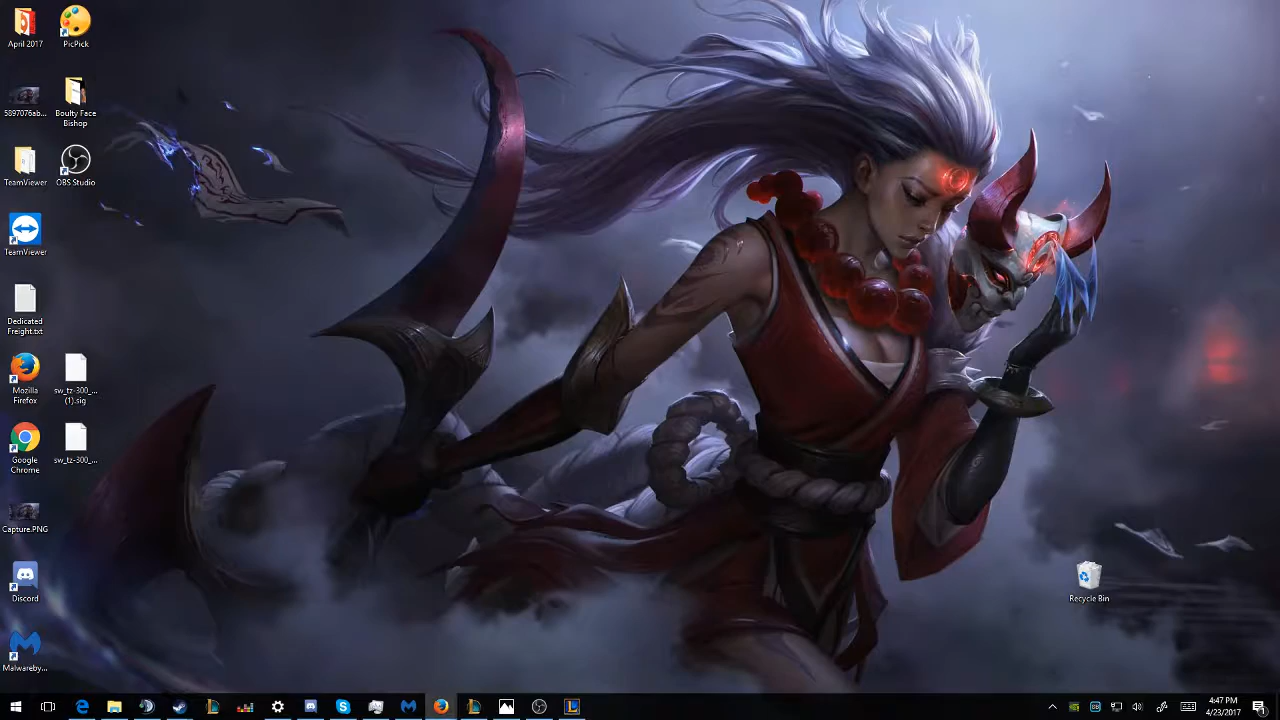 April 2017
PicPick
5897076ab...
Boulty Face
Bishop
TeamViewer
OBS Studio
TeamViewer
Dedicated
Freight.txt
Mozilla
Firefox
sw_tz-300_...
(1).sig
Google
Chrome
sw_tz-300_...
Capture.PNG
Discord
Malwareby...
Recycle Bin
4:47 PM
4/23/2017